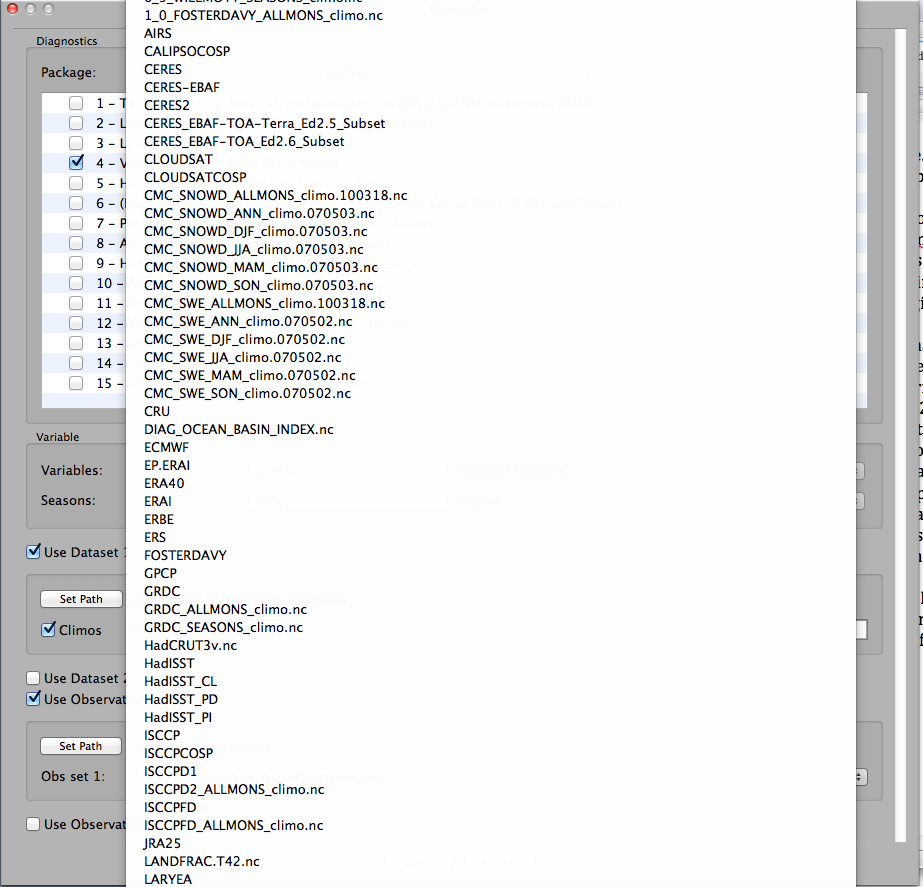 1_0_FOSTERDAVY_ALLMONS_climo.nc
AIRS
CALIPSOCOSP
CERES
CERES-EBAF
CERES2
CERES_EBAF-TOA-Terra_Ed2.5_Subset
CERES_EBAF-TOA_Ed2.6_Subset
CLOUDSAT
CLOUDSATCOSP
CMC_SNOWD_ALLMONS_climo.100318.nc
CMC_SNOWD_ANN_climo.070503.nc
CMC_SNOWD_DJF_climo.070503.nc
CMC_SNOWD_JJA_climo.070503.nc
CMC_SNOWD_MAM_climo.070503.nc
CMC_SNOWD_SON_climo.070503.nc
CMC_SWE_ALLMONS_climo.100318.nc
CMC_SWE_ANN_climo.070502.nc
CMC_SWE_DJF_climo.070502.nc
CMC_SWE_JJA_climo.070502.nc
CMC_SWE_MAM_climo.070502.nc
CMC_SWE_SON_climo.070502.nc
CRU
DIAG_OCEAN_BASIN_INDEX.nc
ECMWF
EP.ERAI
ERA40
ERAI
ERBE
ERS
FOSTERDAVY
GPCP
GRDC
GRDC_ALLMONS_climo.nc
GRDC_SEASONS_climo.nc
HadCRUT3v.nc
HadISST
HadISST_CL
HadISST_PD
HadISST_PI
ISCCP
ISCCPCOSP
ISCCPD1
ISCCPD2_ALLMONS_climo.nc
ISCCPFD
ISCCPFD_ALLMONS_climo.nc
JRA25
LANDFRAC.T42.nc
LARYEA
Diagnostics
Package:
1 - T
2 - L
3 - L
4 - V
5 - H
6 - (
7 - P
8 - A
9 - H
10 -
11 -
12 -
13 -
14 -
15 -
Variable
Variables:
Seasons:
Use Dataset 1
Set Path
Climos
Use Dataset 2
Use Observat
Set Path
Obs set 1:
Use Observat